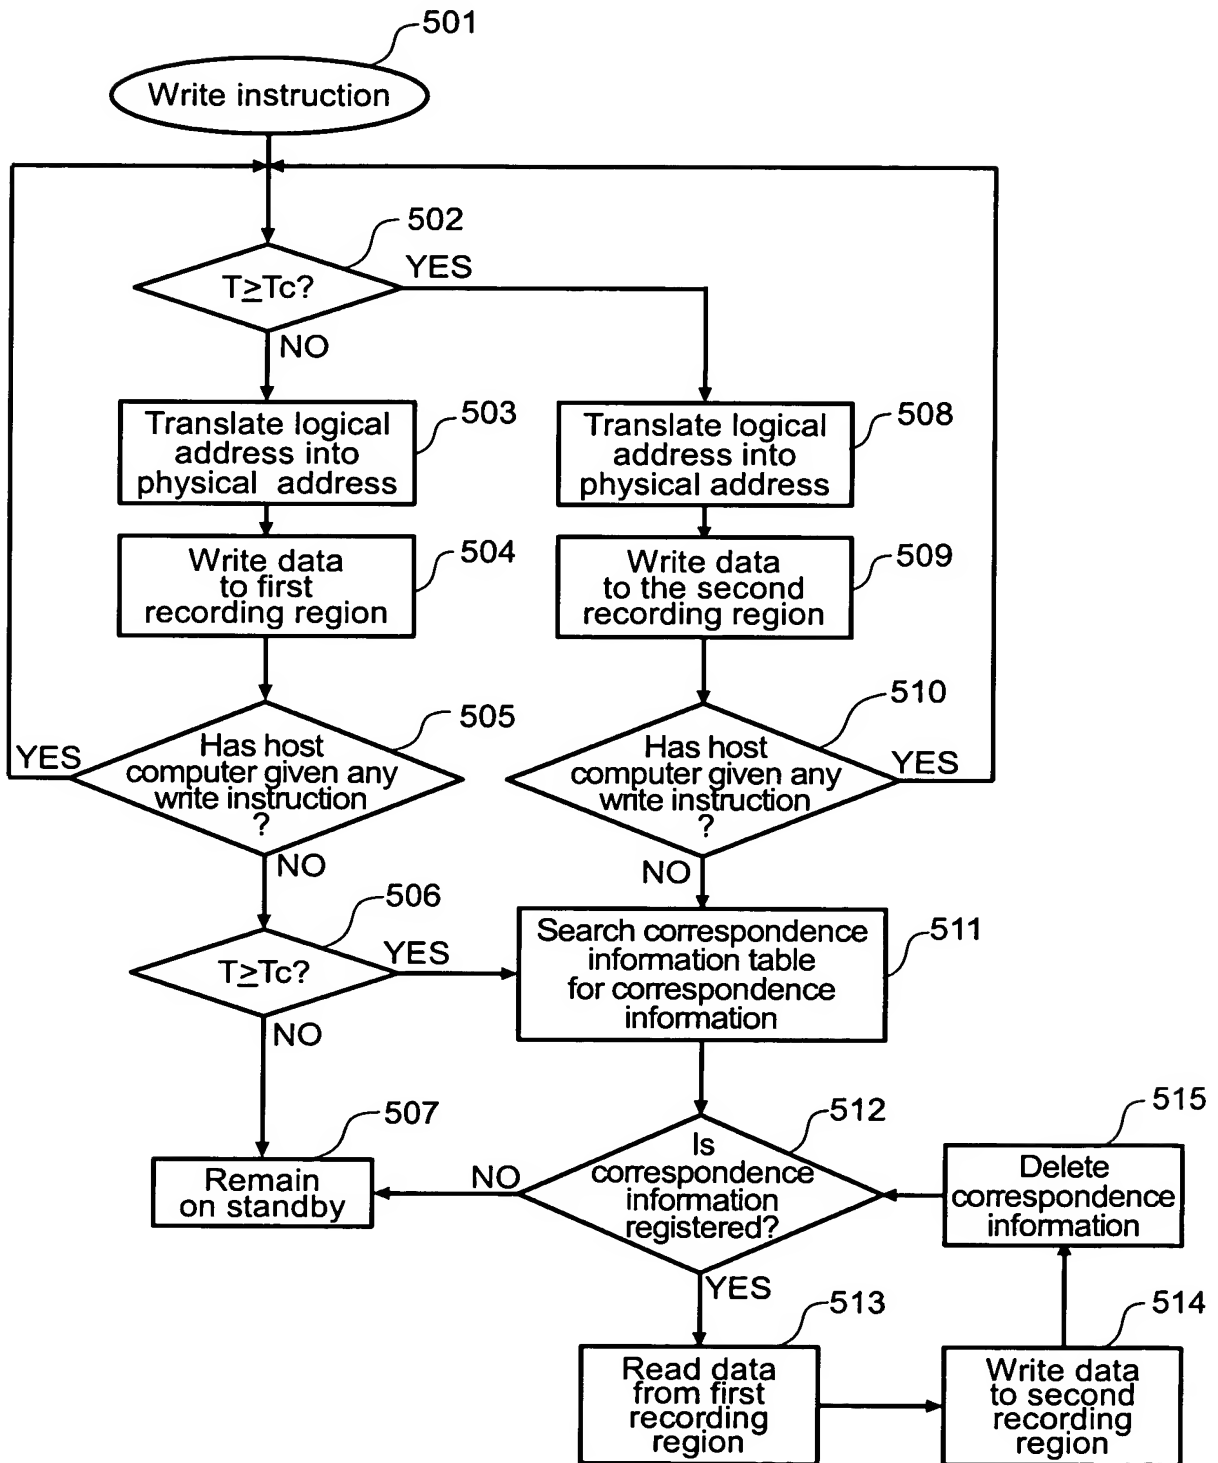 501
Write instruction
502
T≥Tc?
YES
NO
503
Translate logical
address into
physical address
508
Translate logical
address into
physical address
504
Write data
to first
recording region
509
Write data
to the second
recording region
505
YES
Has host
computer given any
write instruction
?
NO
510
Has host
computer given any
write instruction
?
YES
NO
506
T≥Tc?
YES
NO
511
Search correspondence
information table
for correspondence
information
507
Remain
on standby
512
NO
Is
correspondence
information
registered?
YES
515
Delete
correspondence
information
513
Read data
from first
recording
region
514
Write data
to second
recording
region